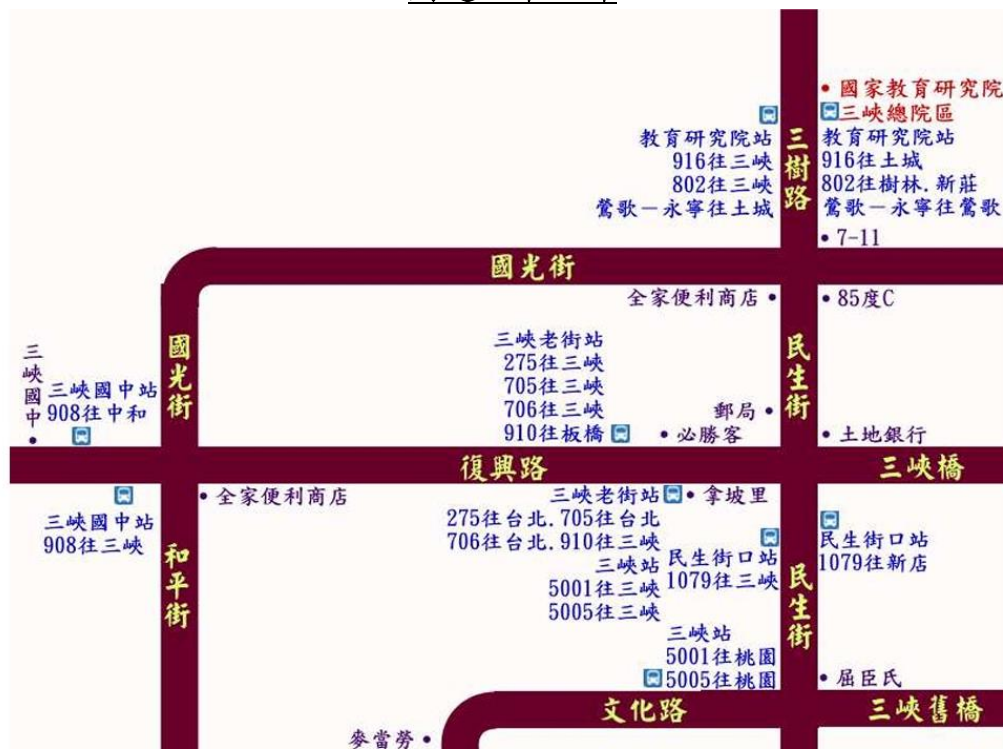 • 國家教育研究院
三峽總院區
教育研究院站
916往土城
802往樹林.新莊
鶯歌－永寧往鶯歌
• 7-11
教育研究院站
916往三峽
802往三峽
鶯歌－永寧往土城
三樹路
國光街
全家便利商店 •
• 85度C
國光街
三峽國中 •
三峽國中站
908往中和
三峽老街站
275往三峽
705往三峽
706往三峽
910往板橋
民生街
郵局 •
• 必勝客
• 土地銀行
復興路
三峽橋
三峽國中站
908往三峽
• 全家便利商店
和平街
三峽老街站
• 拿坡里
275往台北.705往台北
706往台北.910往三峽
三峽站
5001往三峽
5005往三峽
民生街口站
1079往三峽
民生街口站
1079往新店
民生街
三峽站
5001往桃園
5005往桃園
• 屈臣氏
文化路
三峽舊橋
麥當勞 •